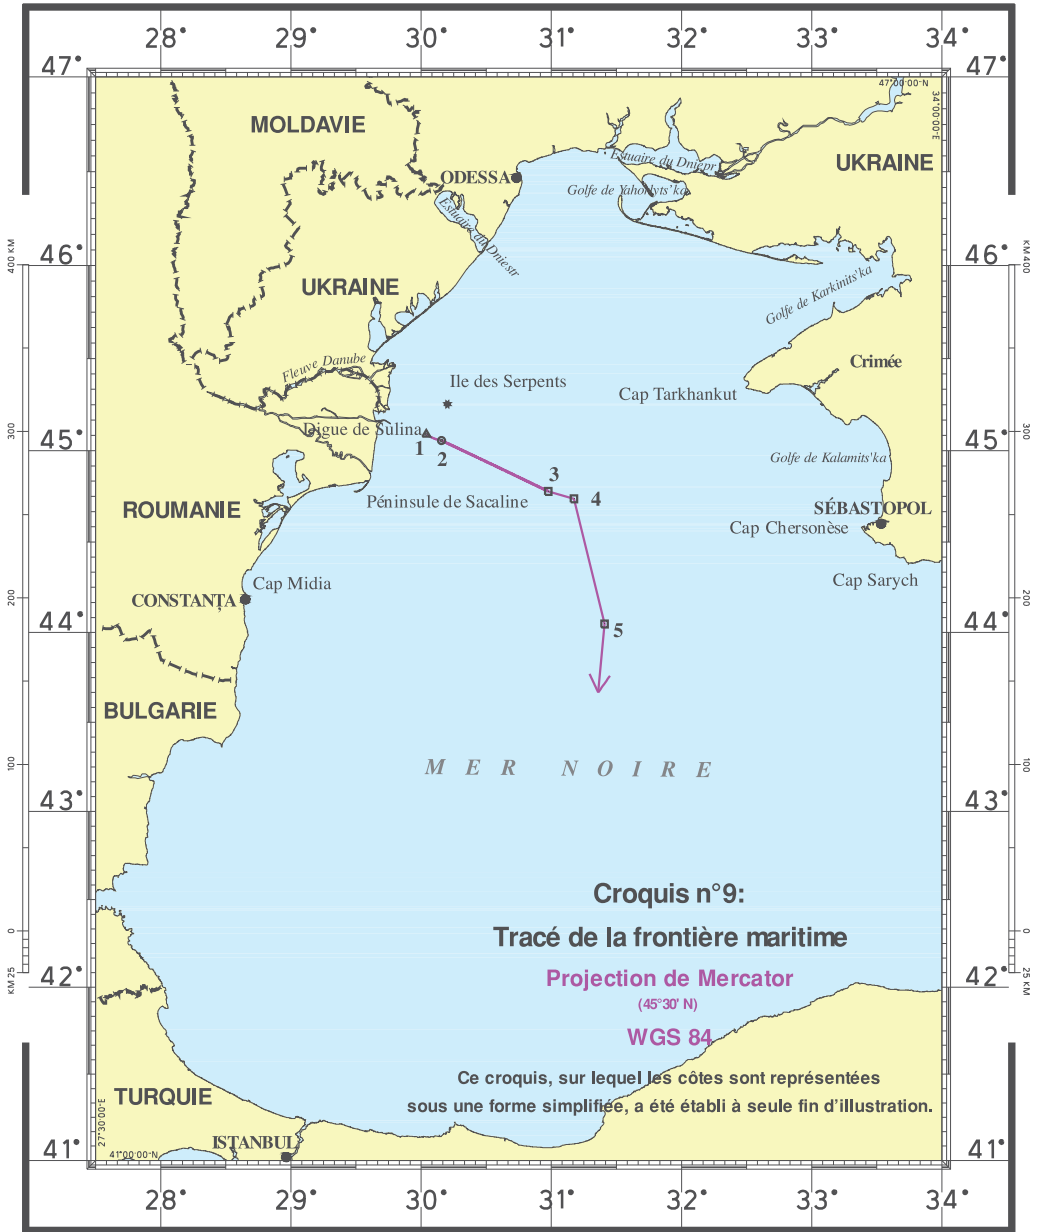 28° 29° 30° 31° 32° 33° 34°
47° 47°
47°00'00"N
34°00'00"E
MOLDAVIE
Estuaire du Dniepr
UKRAINE
ODESSA
Golfe de Yahorlyts'ka
Estuaire du Dniestr
46° 46°
400 KM
KM 400
Golfe de Karkinits'ka
UKRAINE
Fleuve Danube
Crimée
Ile des Serpents
Cap Tarkhankut
Digue de Sulina
300
300
45° 45°
1
2
Golfe de Kalamits'ka
3
4
Péninsule de Sacaline
ROUMANIE
SÉBASTOPOL
Cap Chersonèse
Cap Midia
Cap Sarych
CONSTANȚA
200
200
44° 44°
5
BULGARIE
MER NOIRE
100
100
43° 43°
Croquis n°9:
0
0
Tracé de la frontière maritime
KM 25
25 KM
42° 42°
Projection de Mercator
(45°30' N)
WGS 84
Ce croquis, sur lequel les côtes sont représentées
sous une forme simplifiée, a été établi à seule fin d'illustration.
TURQUIE
27°30'00"E
ISTANBUL
41°00'00"N
41° 41°
28° 29° 30° 31° 32° 33° 34°